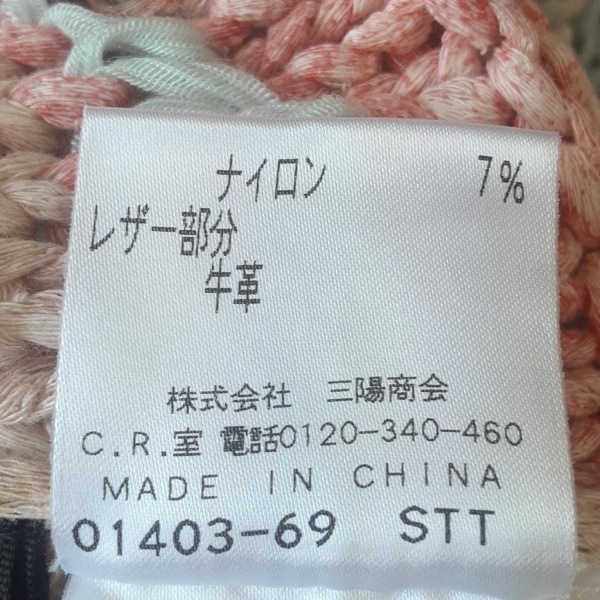 ナイロン 7%
レザー部分
牛革
株式会社 三陽商会
C.R.室 電話0120-340-460
MADE IN CHINA
01403-69 STT